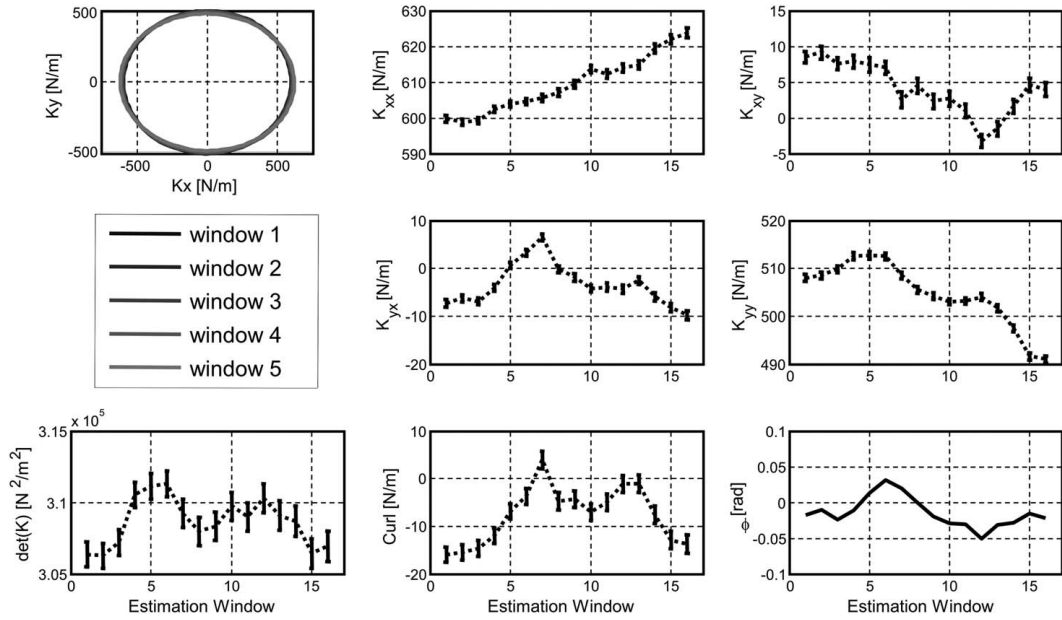 500
0
-500
-500 0 500
Ky [N/m]
Kx [N/m]
630
620
610
600
590
0 5 10 15
Kxx [N/m]
15
10
5
0
-5
0 5 10 15
Kxy [N/m]
window 1
window 2
window 3
window 4
window 5
10
0
-10
-20
0 5 10 15
Kyx [N/m]
520
510
500
490
0 5 10 15
Kyy [N/m]
x 10^5
3.15
3.1
3.05
0 5 10 15
det(K) [N^2/m^2]
Estimation Window
10
0
-10
-20
0 5 10 15
Curl [N/m]
Estimation Window
0.1
0.05
0
-0.05
-0.1
0 5 10 15
Φ [rad]
Estimation Window